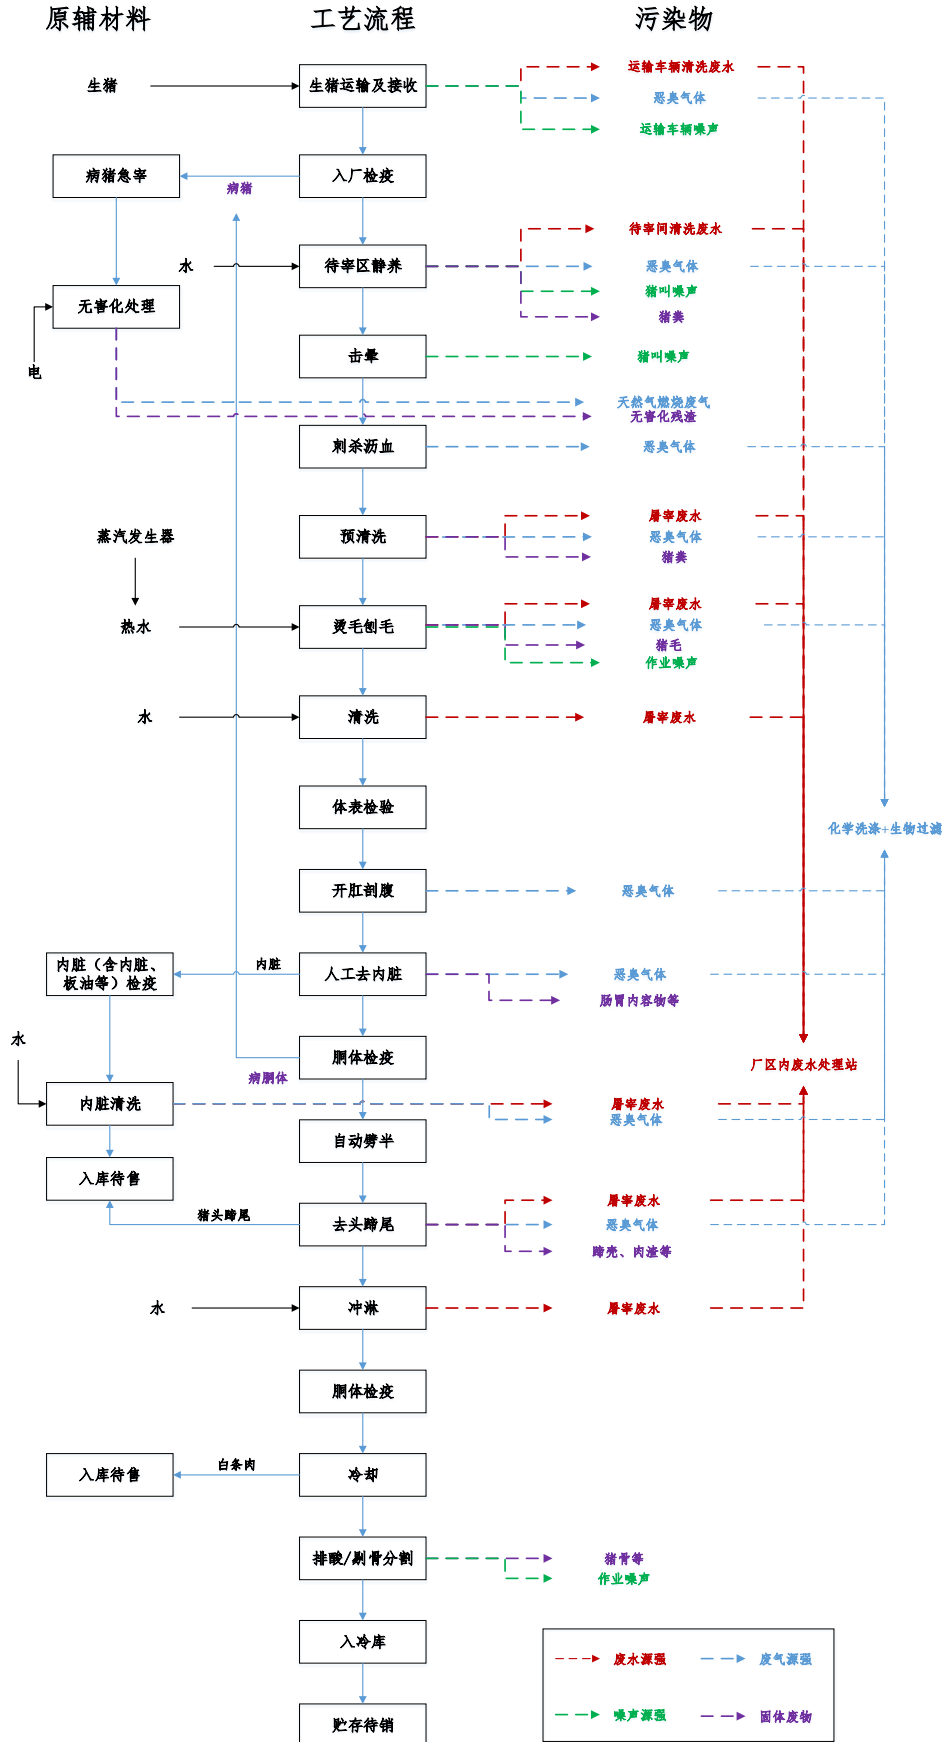 原辅材料 工艺流程 污染物
运输车辆清洗废水
生猪 生猪运输及接收 恶臭气体
运输车辆噪声
病猪急宰 入厂检疫
病猪
待宰间清洗废水
水 待宰区静养 恶臭气体
猪叫噪声
无害化处理 猪粪
击晕 猪叫噪声
电
天然气燃烧废气
无害化残渣
刺杀沥血 恶臭气体
屠宰废水
蒸汽发生器 预清洗 恶臭气体
猪粪
屠宰废水
热水 烫毛刨毛 恶臭气体
猪毛
作业噪声
水 清洗 屠宰废水
体表检验
化学洗涤+生物过滤
开肛剖腹 恶臭气体
内脏（含内脏、
板油等）检疫
内脏 人工去内脏 恶臭气体
肠胃内容物等
水
胴体检疫 厂区内废水处理站
病胴体
内脏清洗 屠宰废水
恶臭气体
自动劈半
入库待售
屠宰废水
猪头蹄尾 去头蹄尾 恶臭气体
蹄壳、肉渣等
水 冲淋 屠宰废水
胴体检疫
入库待售 白条肉 冷却
排酸/剔骨分割 猪骨等
作业噪声
入冷库
废水源强 废气源强
噪声源强 固体废物
贮存待销